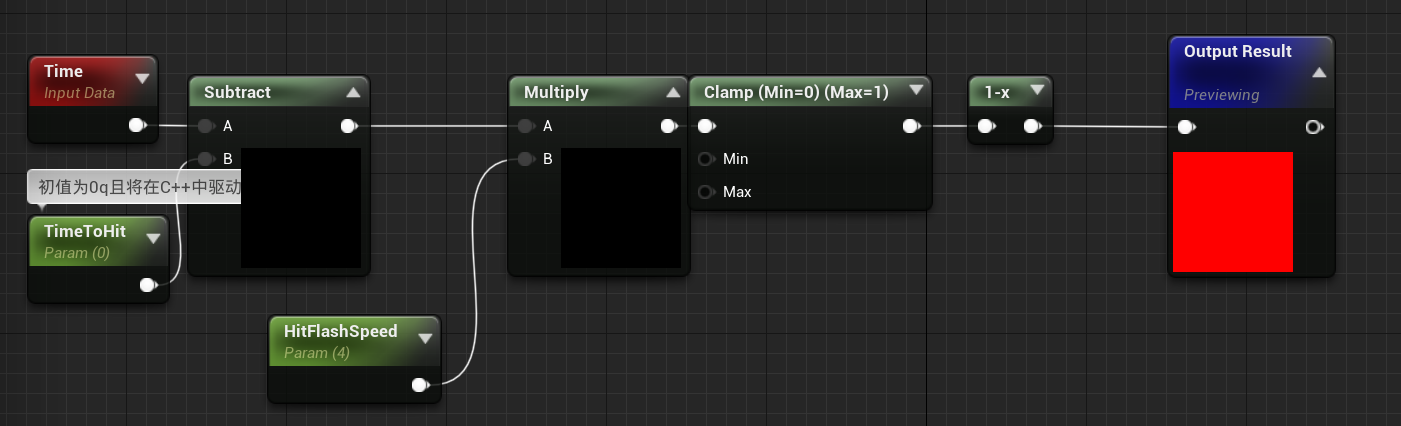 Time
Input Data
Subtract
A
B
初值为0q且将在C++中驱动
TimeToHit
Param (0)
HitFlashSpeed
Param (4)
Multiply
A
B
Clamp (Min=0) (Max=1)
Min
Max
1-x
Output Result
Previewing